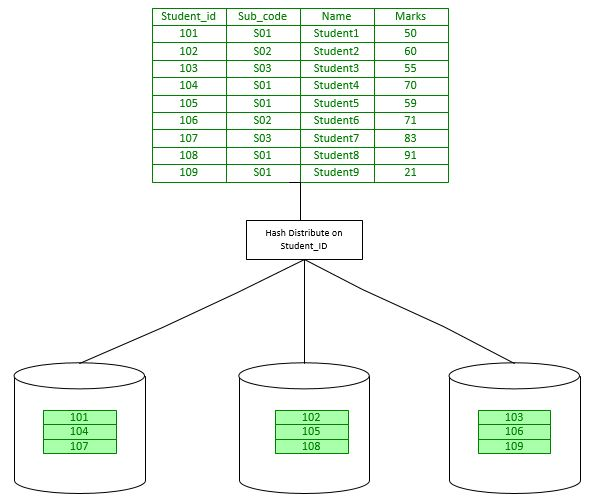 Student_id Sub_code Name Marks
101 S01 Student1 50
102 S02 Student2 60
103 S03 Student3 55
104 S01 Student4 70
105 S01 Student5 59
106 S02 Student6 71
107 S03 Student7 83
108 S01 Student8 91
109 S01 Student9 21
Hash Distribute on
Student_ID
101
104
107
102
105
108
103
106
109